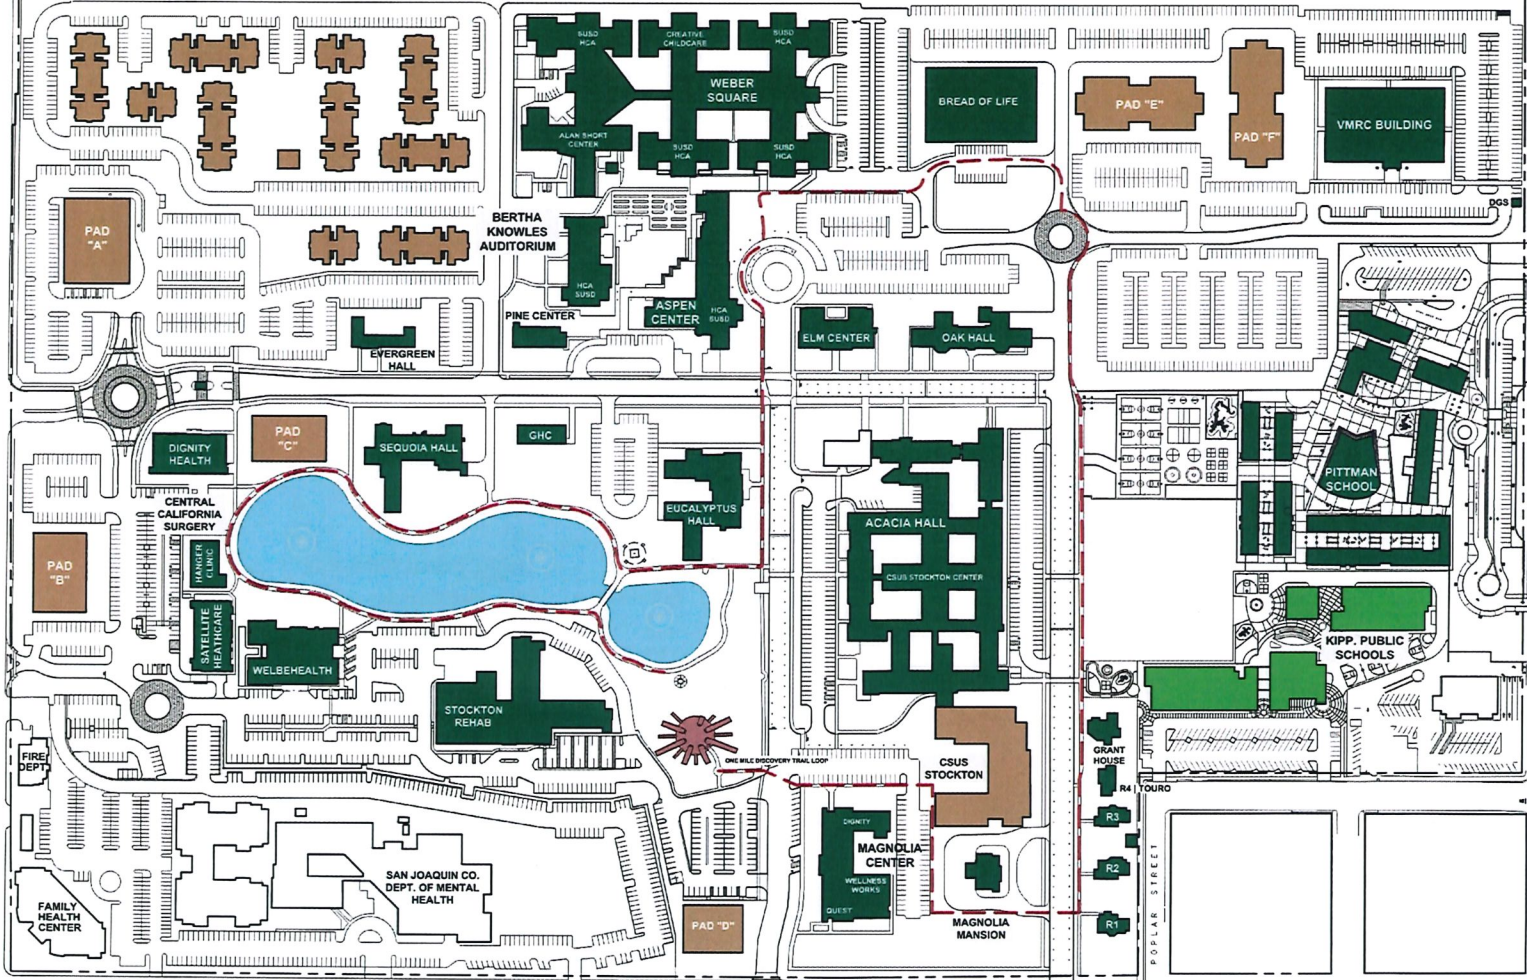 SUSD
HCA
CREATIVE
CHILDCARE
SUSD
HCA
WEBER
SQUARE
BREAD OF LIFE
PAD "E"
PAD "F"
VMRC BUILDING
ALAN SHORT
CENTER
SUSD
HCA
SUSD
HCA
DGS
PAD
"A"
BERTHA
KNOWLES
AUDITORIUM
HCA
SUSD
ASPEN
CENTER
HCA
SUSD
PINE CENTER
ELM CENTER
OAK HALL
EVERGREEN
HALL
PAD
"C"
DIGNITY
HEALTH
SEQUOIA HALL
GHC
PITTMAN
SCHOOL
CENTRAL
CALIFORNIA
SURGERY
EUCALYPTUS
HALL
ACACIA HALL
PAD
"B"
HANGER
CLINIC
CSUS STOCKTON CENTER
SATELLITE
HEATHCARE
WELBEHEALTH
KIPP. PUBLIC
SCHOOLS
STOCKTON
REHAB
FIRE
DEPT
ONE MILE DISCOVERY TRAIL LOOP
CSUS
STOCKTON
GRANT
HOUSE
R4 | TOURO
R3
DIGNITY
MAGNOLIA
CENTER
WELLNESS
WORKS
QUEST
R2
SAN JOAQUIN CO.
DEPT. OF MENTAL
HEALTH
FAMILY
HEALTH
CENTER
PAD "D"
MAGNOLIA
MANSION
R1
POPLAR STREET